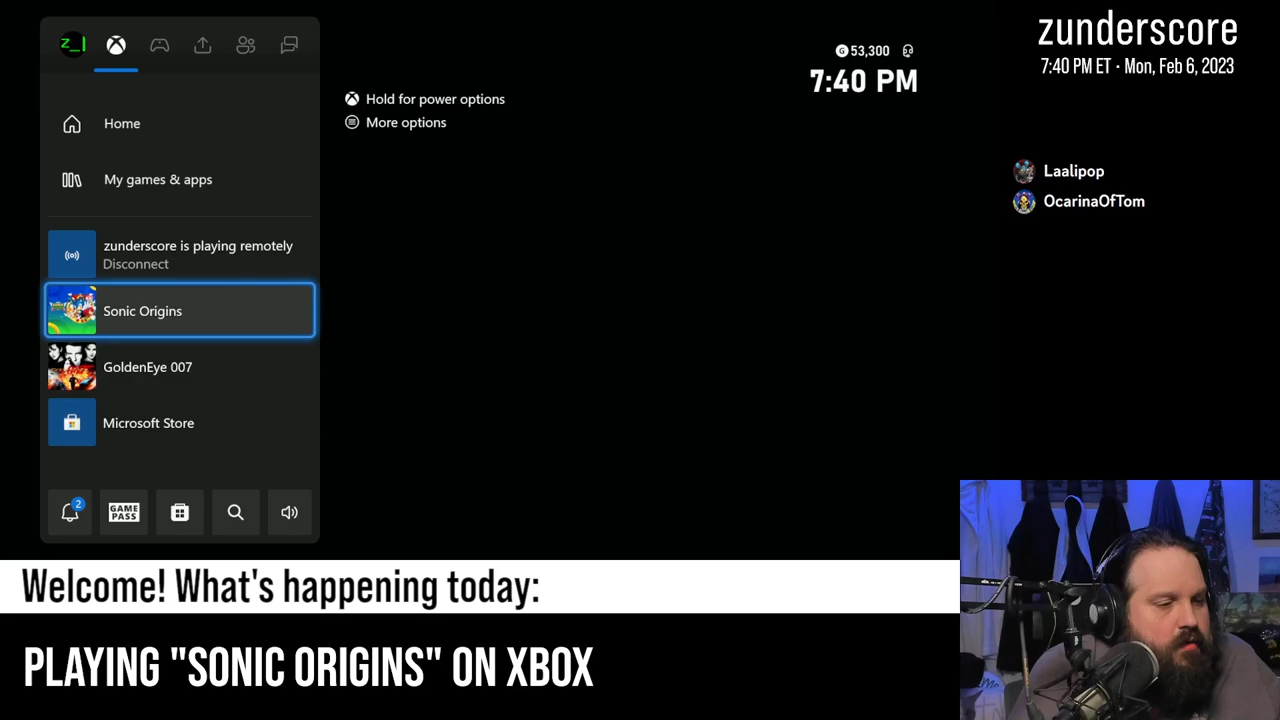 z_|
G 53,300
7:40 PM
Hold for power options
More options
Home
My games & apps
zunderscore is playing remotely
Disconnect
Sonic Origins
GoldenEye 007
Microsoft Store
2
GAME PASS
zunderscore
7:40 PM ET · Mon, Feb 6, 2023
Laalipop
OcarinaOfTom
Welcome! What's happening today:
PLAYING "SONIC ORIGINS" ON XBOX